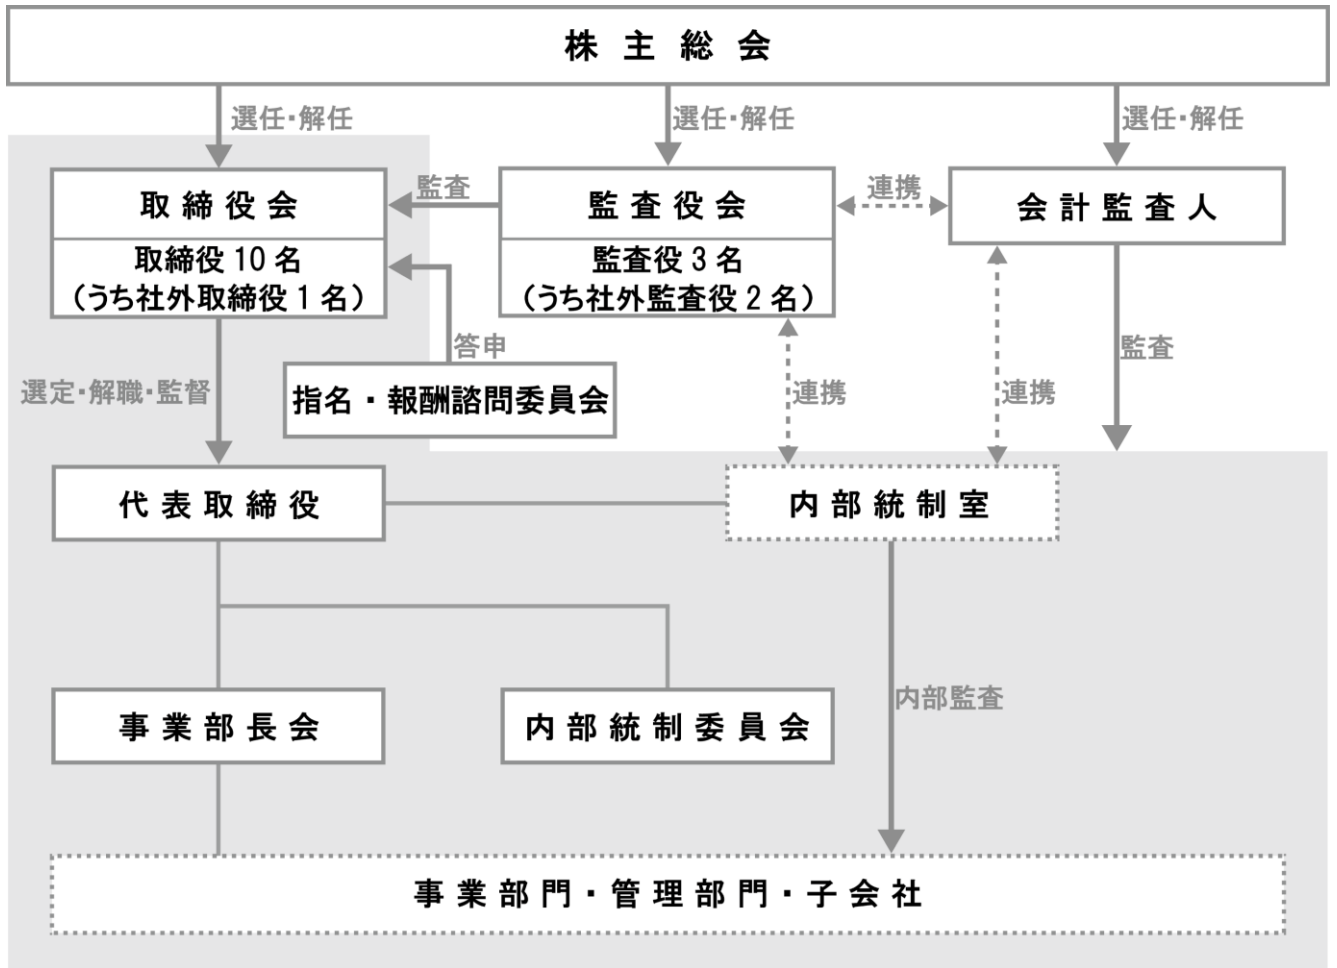 株主総会
選任・解任
選任・解任
選任・解任
取締役会
監査
監査役会
連携
会計監査人
取締役10名
（うち社外取締役1名）
監査役3名
（うち社外監査役2名）
答申
監査
選定・解職・監督
指名・報酬諮問委員会
連携
連携
代表取締役
内部統制室
内部監査
事業部長会
内部統制委員会
事業部門・管理部門・子会社